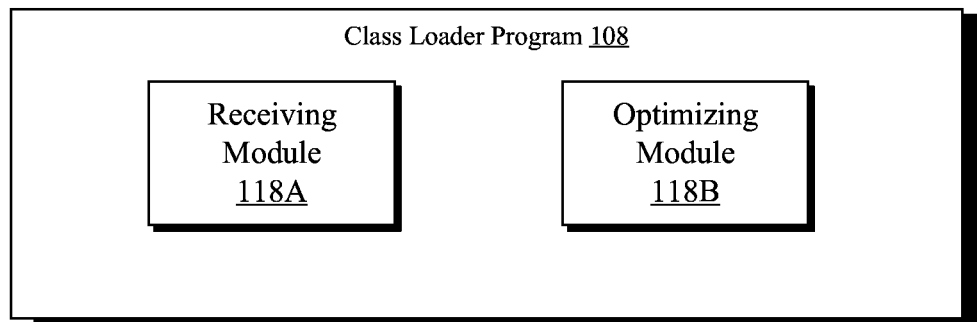 Class Loader Program 108
Receiving
Module
118A
Optimizing
Module
118B